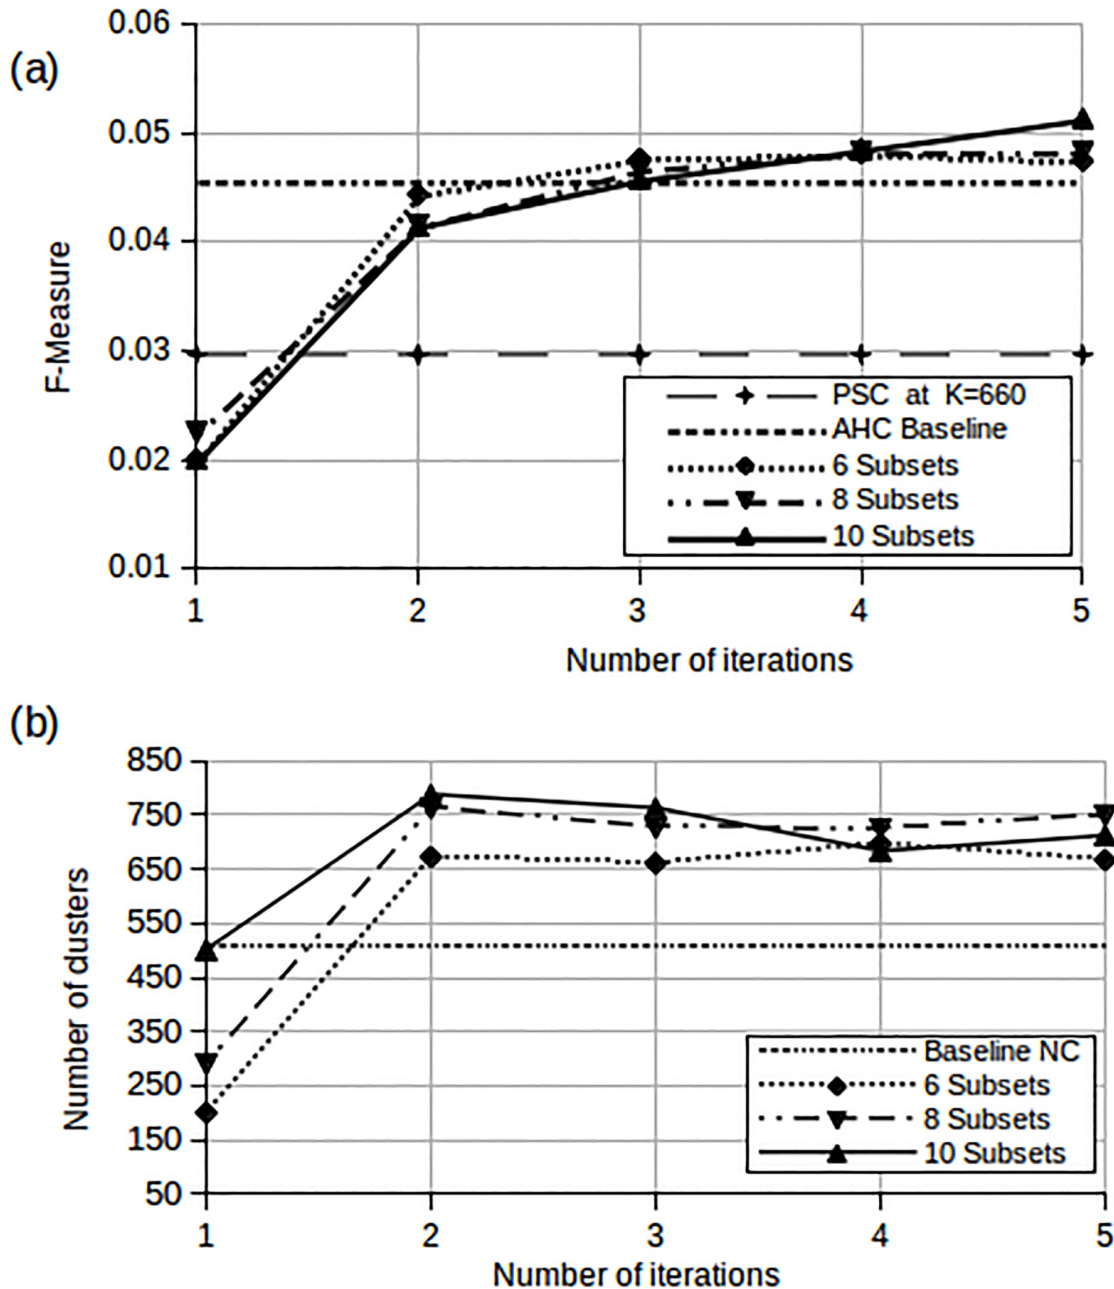 (a)
0.06
0.05
0.04
0.03
0.02
0.01
F-Measure
PSC at K=660
AHC Baseline
6 Subsets
8 Subsets
10 Subsets
1 2 3 4 5
Number of iterations
(b)
850
750
650
550
450
350
250
150
50
Number of clusters
Baseline NC
6 Subsets
8 Subsets
10 Subsets
1 2 3 4 5
Number of iterations